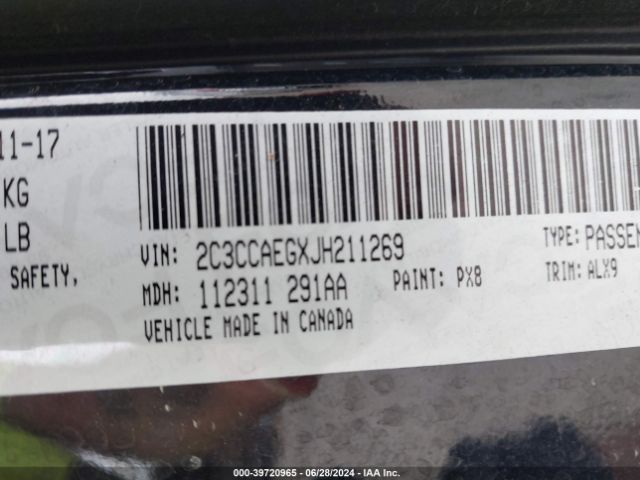 11-17
KG
LB
SAFETY,
VIN: 2C3CCAEGXJH211269 TYPE: PASSEN
MDH: 112311 291AA PAINT: PX8 TRIM: ALX9
VEHICLE MADE IN CANADA
000-39720965 | 06/28/2024 | IAA Inc.